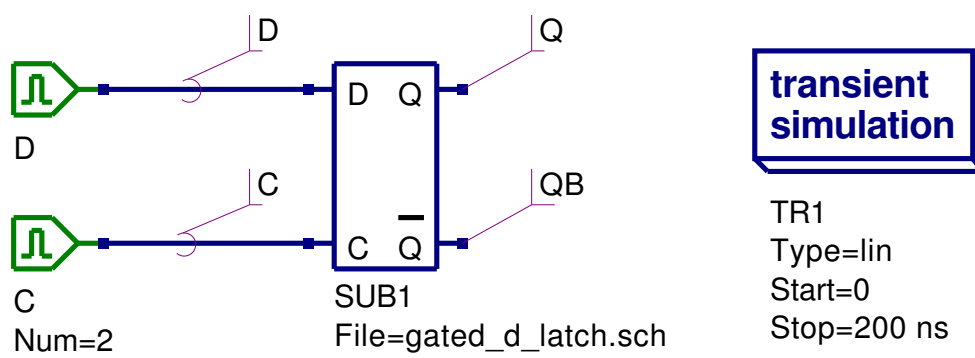 D
Q
D
D Q
transient
simulation
C
QB
C Q̅
C
Num=2
SUB1
File=gated_d_latch.sch
TR1
Type=lin
Start=0
Stop=200 ns